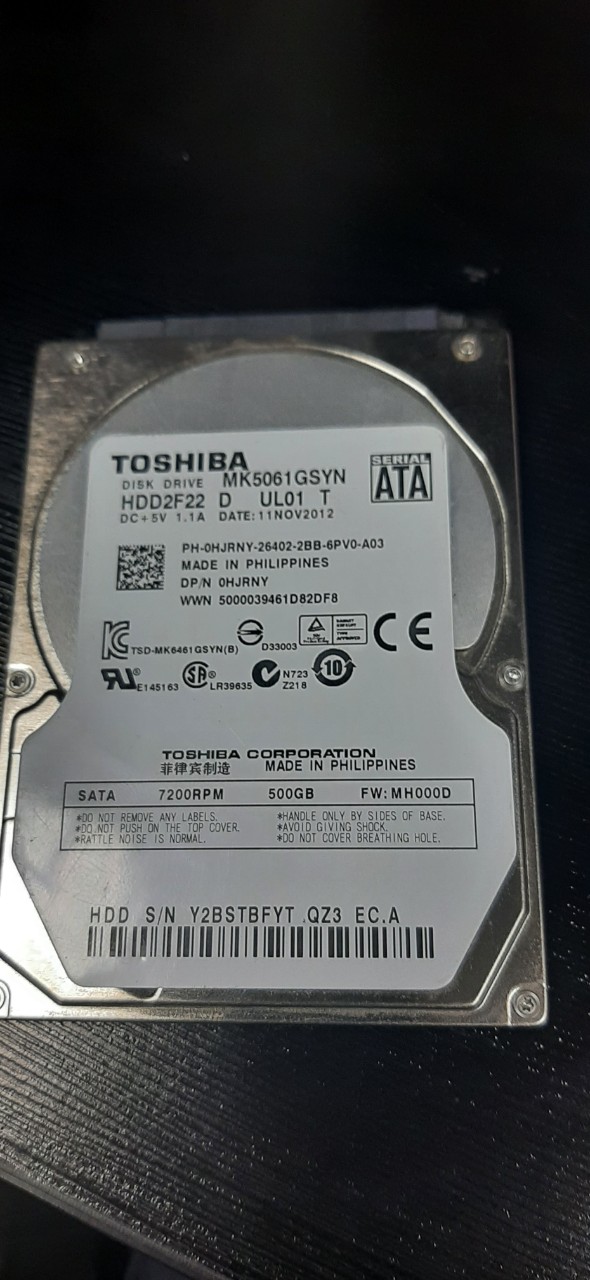 TOSHIBA
DISK DRIVE MK5061GSYN
SERIAL
ATA
HDD2F22 D UL01 T
DC+5V 1.1A DATE:11NOV2012
PH-0HJRNY-26402-2BB-6PV0-A03
MADE IN PHILIPPINES
DP/N 0HJRNY
WWN 5000039461D82DF8
TSD-MK6461GSYN(B)
D33003
CE
E145163
SA
LR39635
N723
Z218
10
TOSHIBA CORPORATION
菲律宾制造 MADE IN PHILIPPINES
SATA 7200RPM 500GB FW:MH000D
*DO NOT REMOVE ANY LABELS. *HANDLE ONLY BY SIDES OF BASE.
*DO NOT PUSH ON THE TOP COVER. *AVOID GIVING SHOCK.
*RATTLE NOISE IS NORMAL. *DO NOT COVER BREATHING HOLE.
HDD S/N Y2BSTBFYT QZ3 EC.A